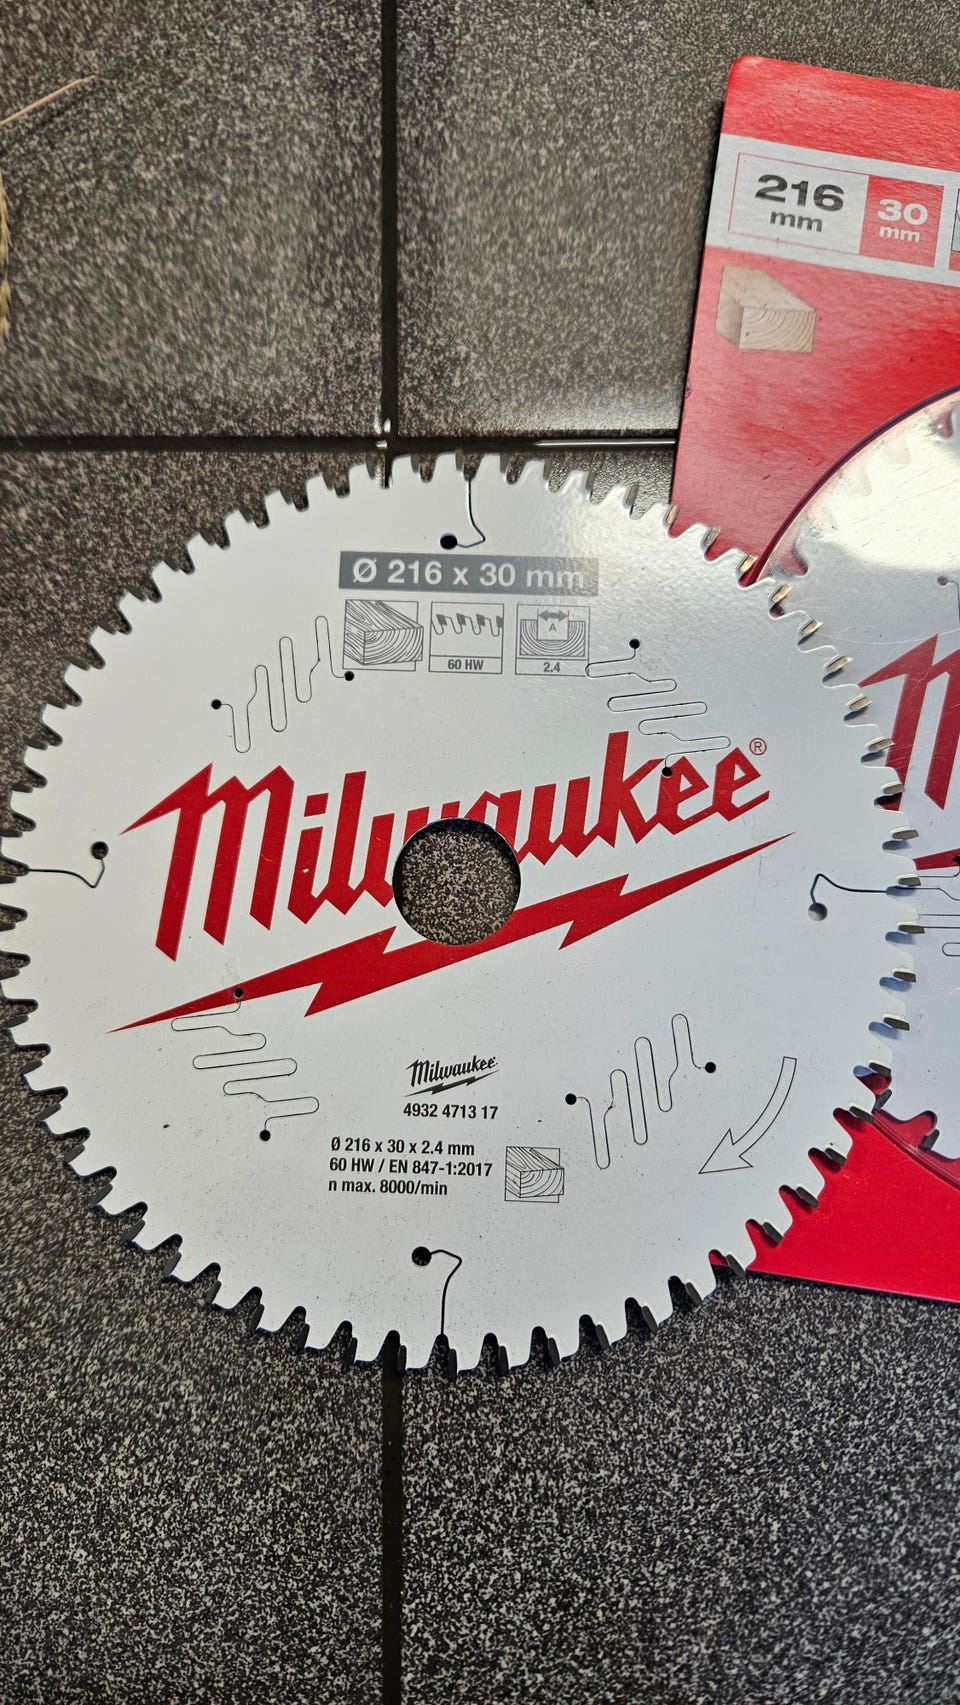 216
mm
30
mm
Ø 216 x 30 mm
A
60 HW
2.4
Milwaukee®
Milwaukee
4932 4713 17
Ø 216 x 30 x 2.4 mm
60 HW / EN 847-1:2017
n max. 8000/min